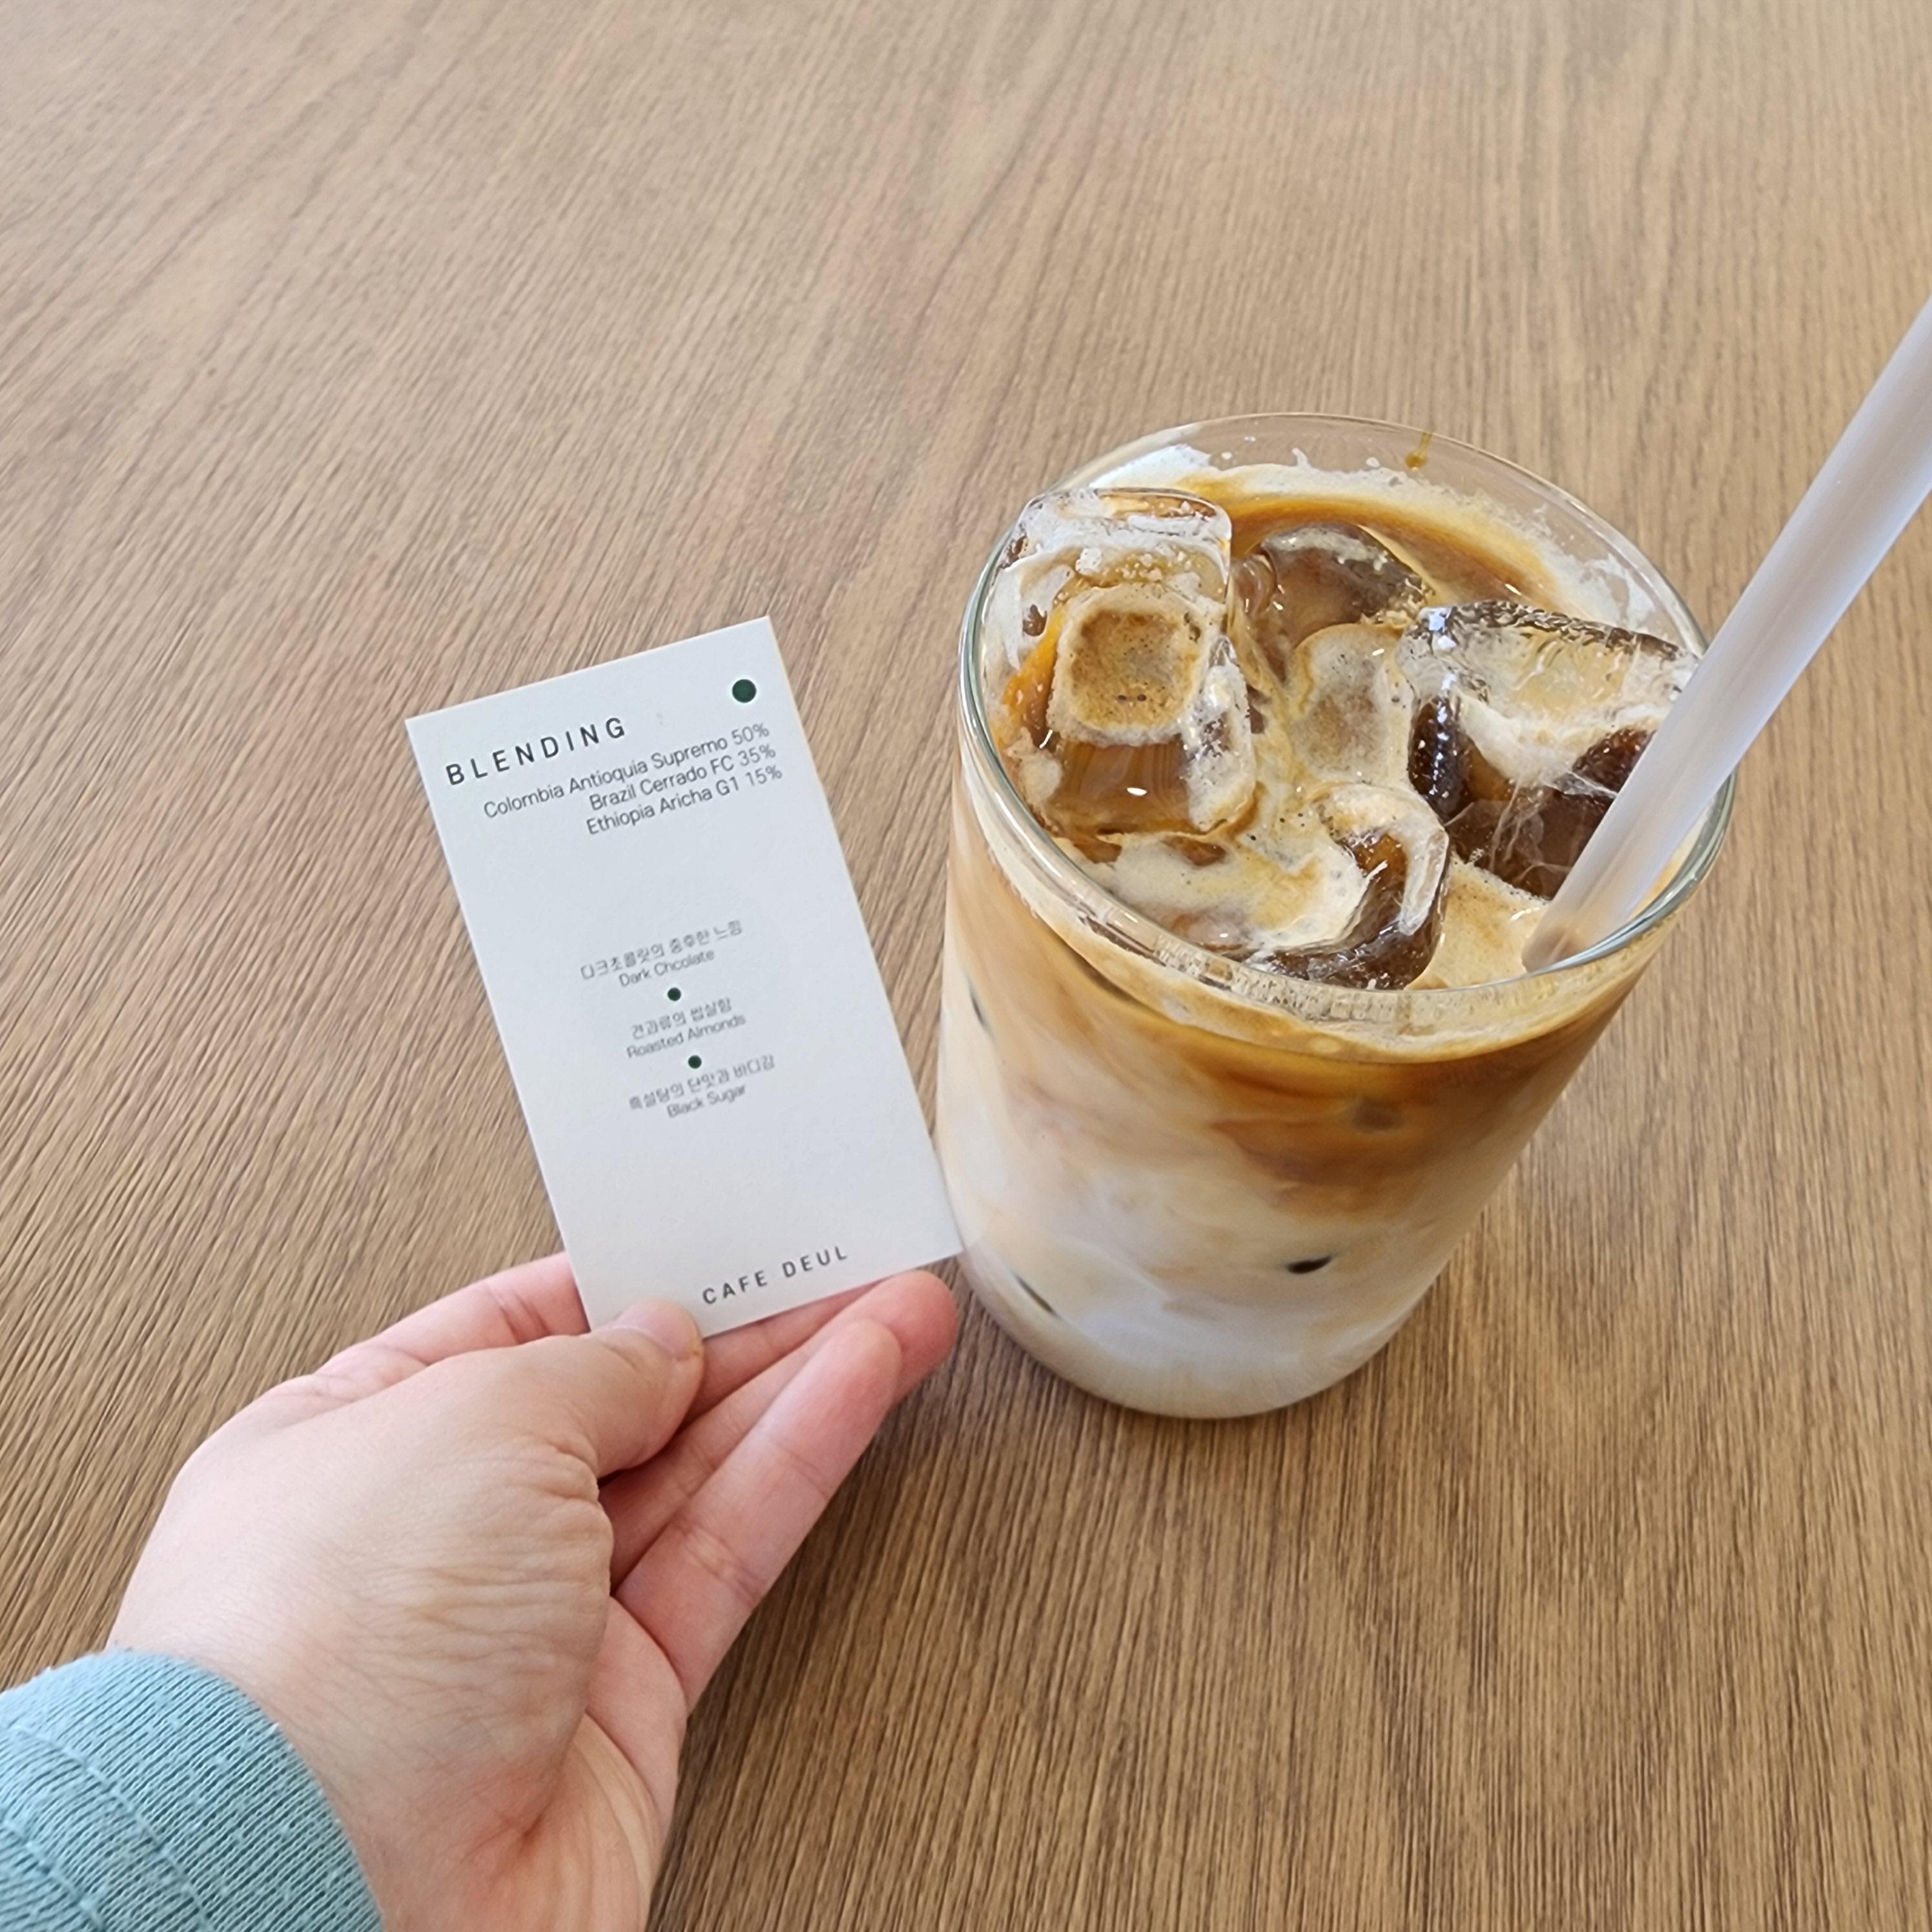 BLENDING
Colombia Antioquia Supremo 50%
Brazil Cerrado FC 35%
Ethiopia Aricha G1 15%
다크초콜릿의 중후한 느낌
Dark Chcolate
견과류의 쌉살함
Roasted Almonds
흑설탕의 단맛과 바디감
Black Sugar
CAFE DEUL